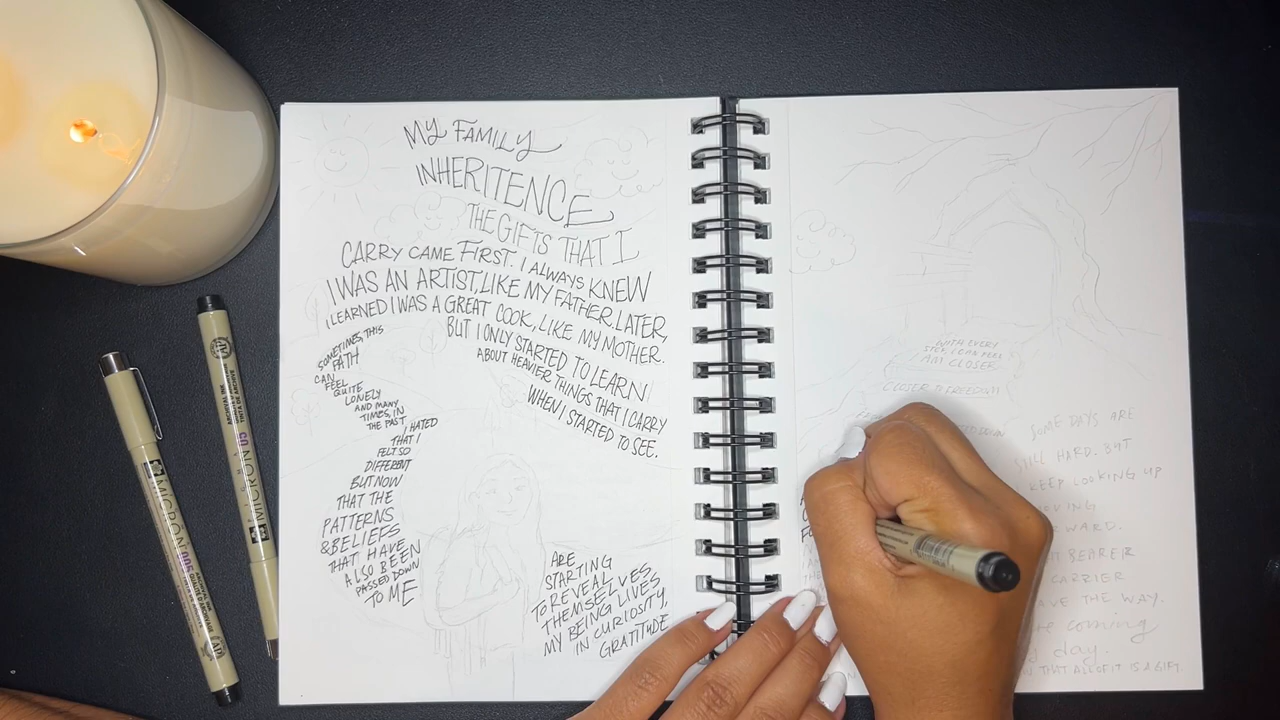 MY FAMILY
INHERITENCE
THE GIFTS THAT I
CARRY CAME FIRST. I ALWAYS KNEW
I WAS AN ARTIST, LIKE MY FATHER. LATER,
I LEARNED I WAS A GREAT COOK, LIKE MY MOTHER.
BUT I ONLY STARTED TO LEARN
ABOUT HEAVIER THINGS THAT I CARRY
WHEN I STARTED TO SEE.
SOMETIMES, THIS
PATH
CAN
FEEL
QUITE
LONELY
AND MANY
TIMES, IN
THE PAST,
I HATED
THAT I
FELT SO
DIFFERENT
BUT NOW
THAT THE
PATTERNS
& BELIEFS
THAT HAVE
ALSO BEEN
PASSED DOWN
TO ME
ARE
STARTING
TO REVEAL
THEMSELVES
MY BEING LIVES
IN CURIOSITY,
GRATITUDE
WITH EVERY
STEP, I CAN FEEL
AM CLOSER
CLOSER TO FREEDOM
DOWN
SOME DAYS ARE
STILL HARD. BUT
KEEP LOOKING UP
WARD.
BEARER
CARRIER
THE WAY.
coming
day.
THAT ALL OF IT IS A GIFT
MICRON 005
MICRON 05